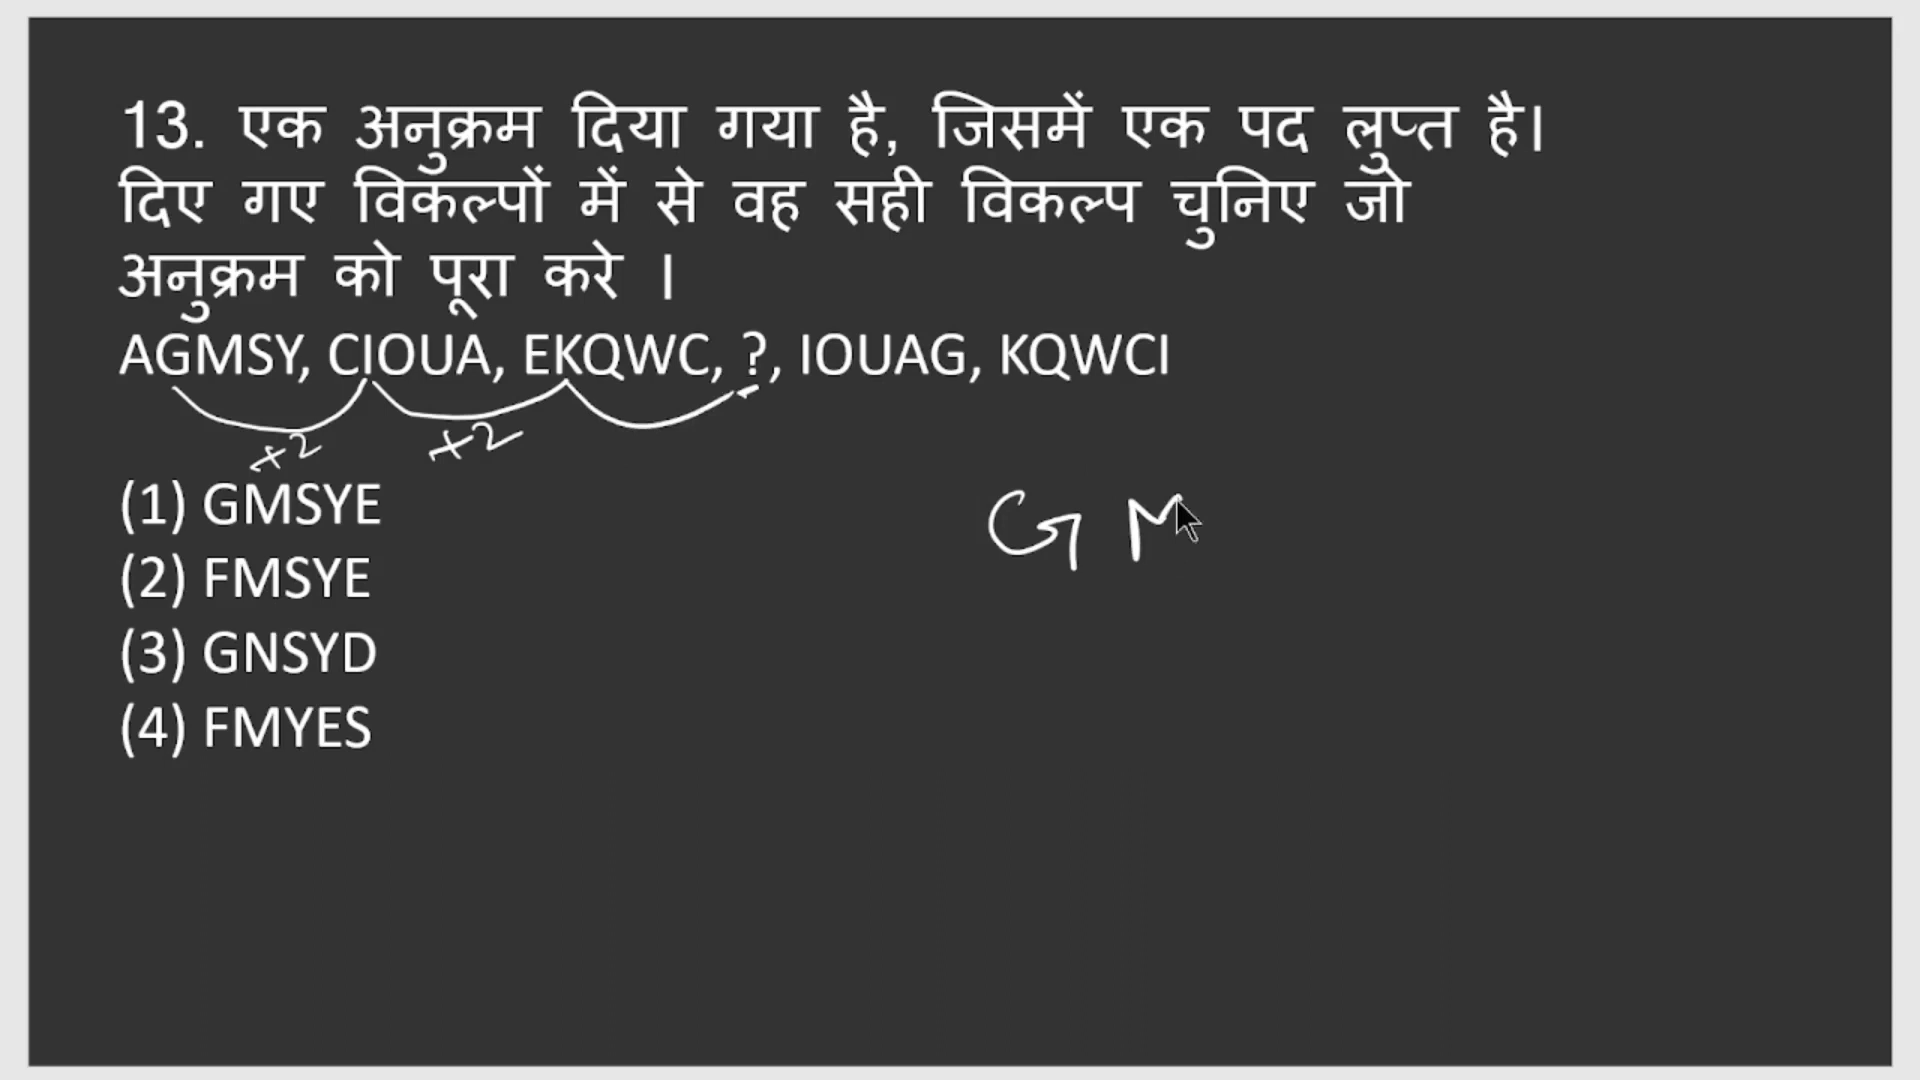 13. एक अनुक्रम दिया गया है, जिसमें एक पद लुप्त है।
दिए गए विकल्पों में से वह सही विकल्प चुनिए जो
अनुक्रम को पूरा करे ।
AGMSY, CIOUA, EKQWC, ?, IOUAG, KQWCI
+2 +2
(1) GMSYE
G M
(2) FMSYE
(3) GNSYD
(4) FMYES